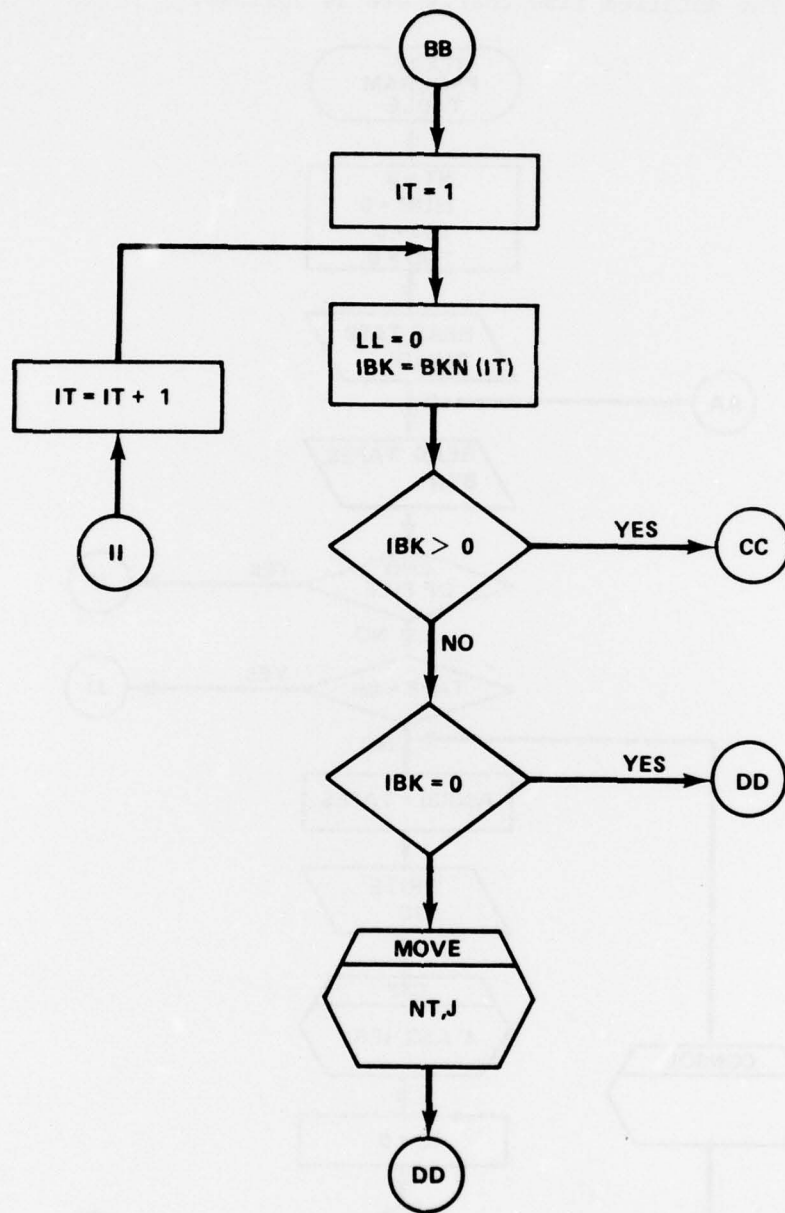 BB
IT = 1
LL = 0
IBK = BKN (IT)
IT = IT + 1
II
IBK > 0
YES
CC
NO
IBK = 0
YES
DD
MOVE
NT,J
DD